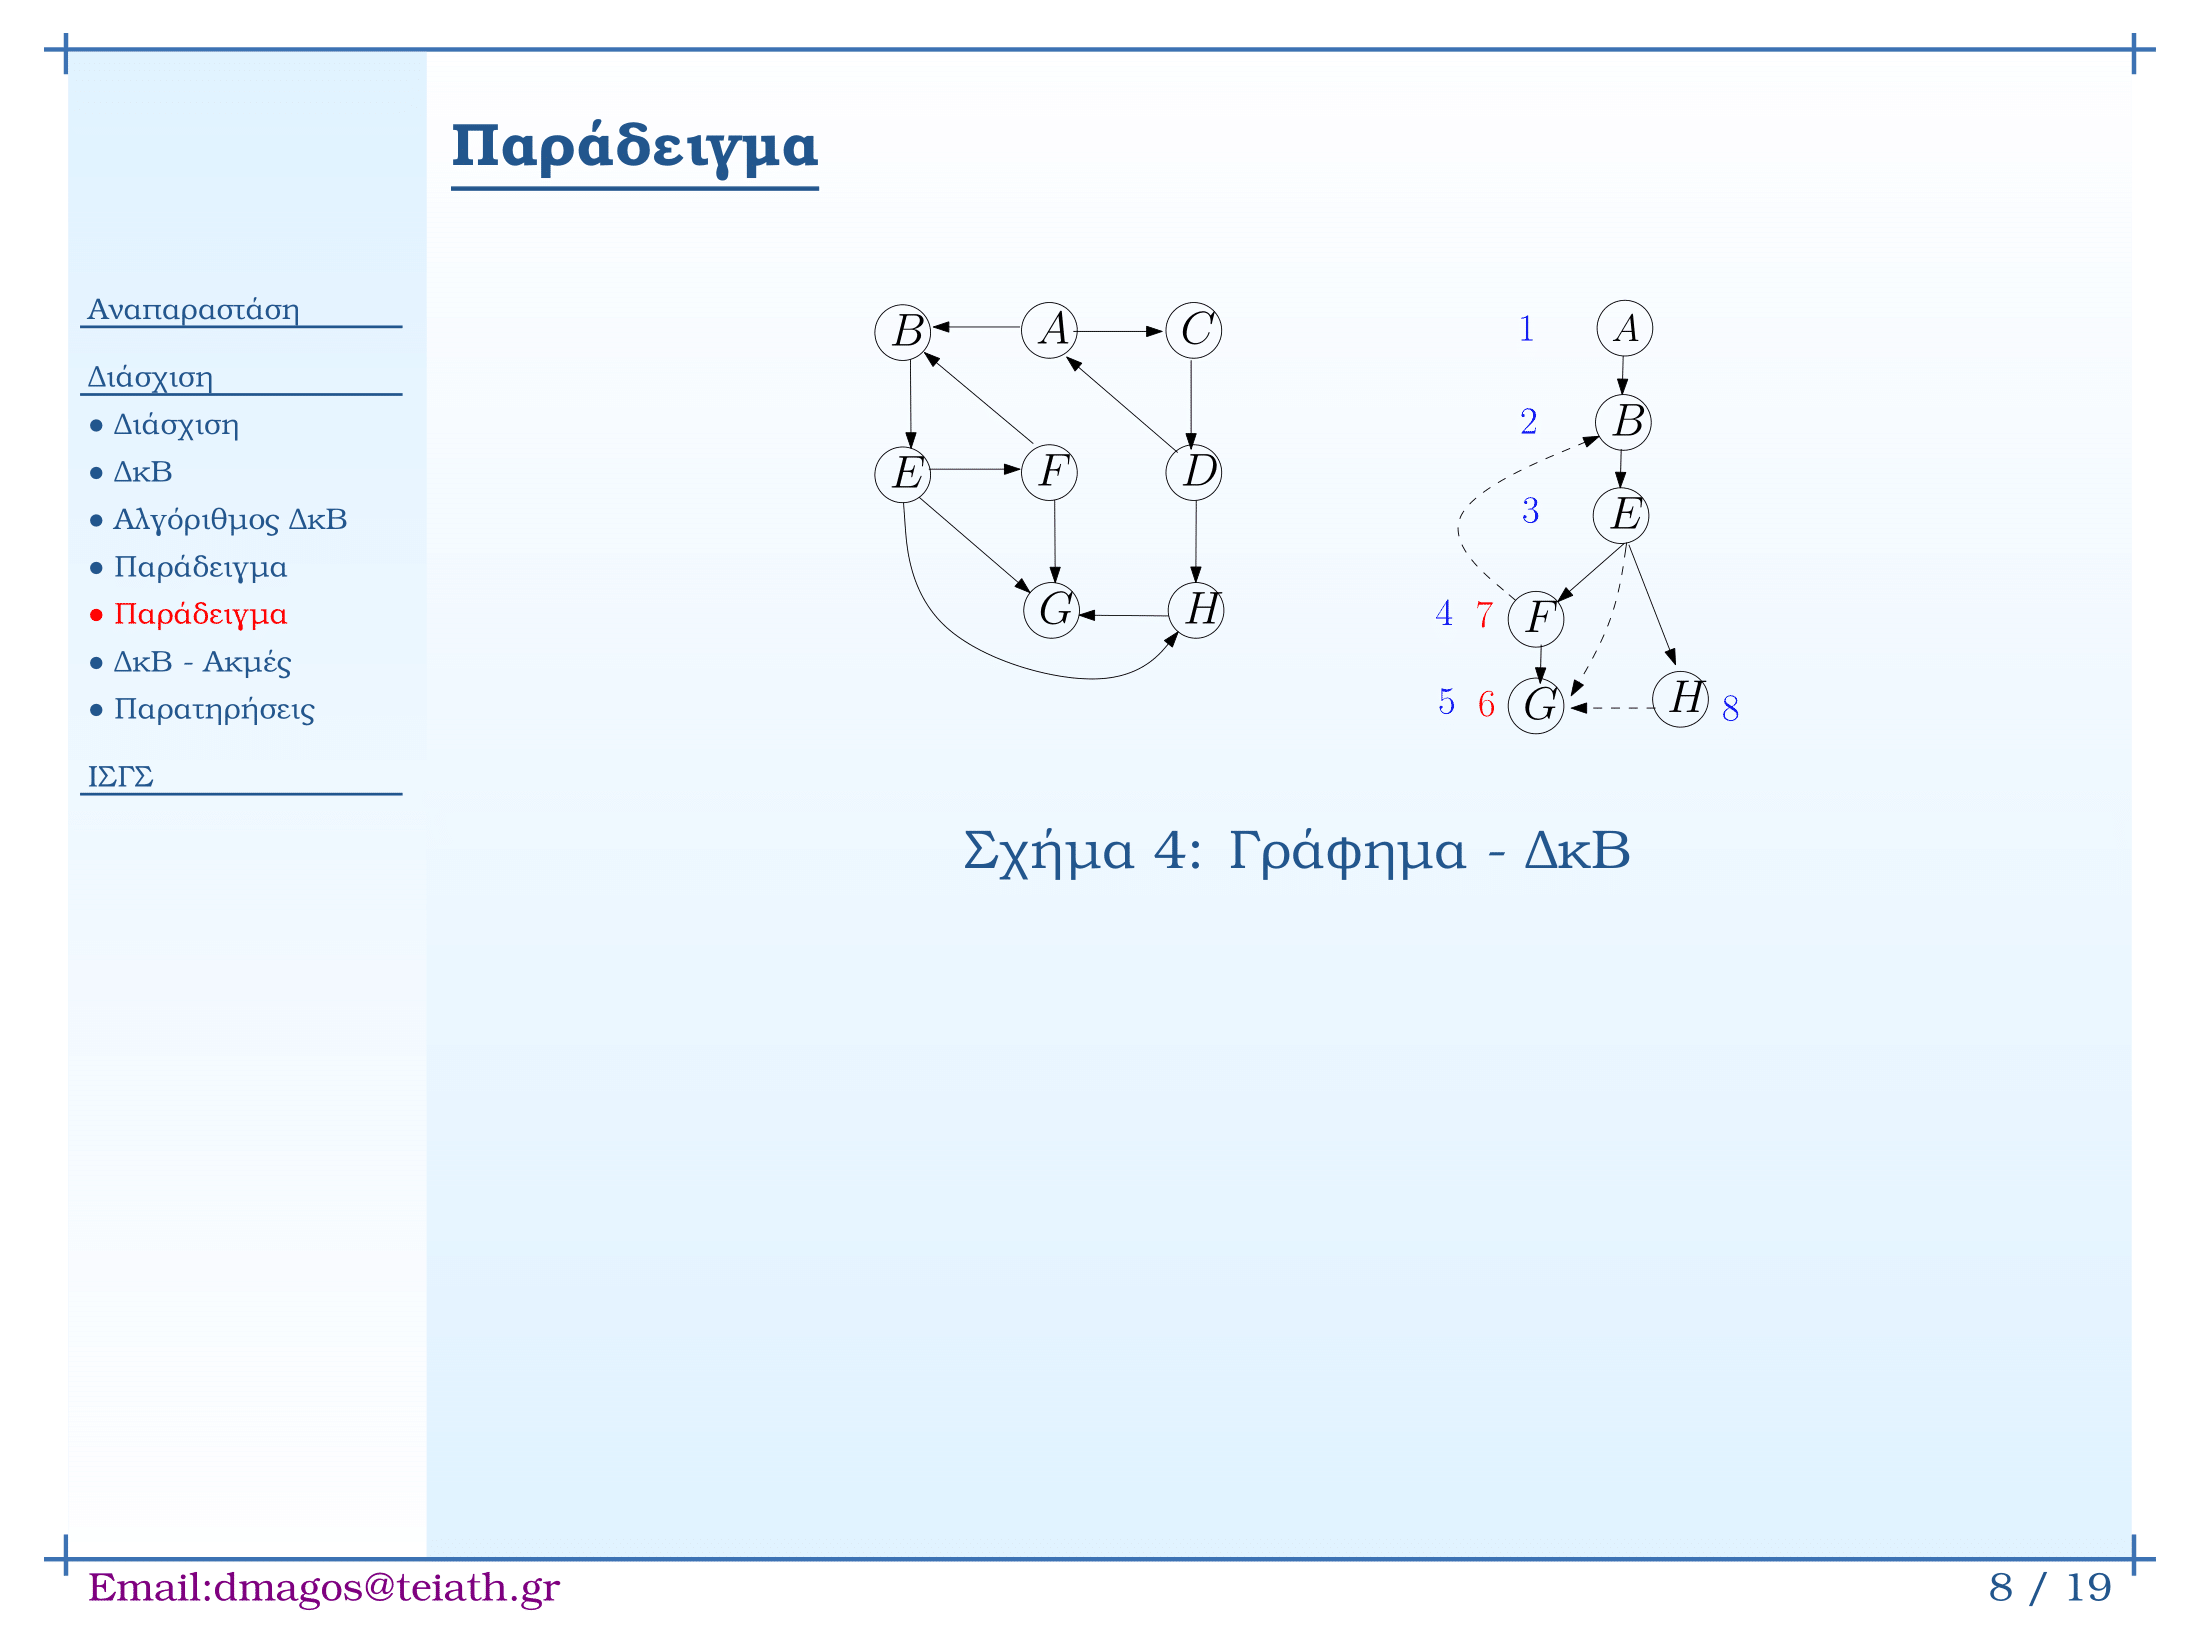 Παράδειγμα
Αναπαραστάση
Διάσχιση
● Διάσχιση
● ΔκΒ
● Αλγόριθμος ΔκΒ
● Παράδειγμα
● Παράδειγμα
● ΔκΒ - Ακμές
● Παρατηρήσεις
ΙΣΓΣ
B A C
E F D
G H
1 A
2 B
3 E
4 7 F
5 6 G H 8
Σχήμα 4: Γράφημα - ΔκΒ
Email:dmagos@teiath.gr
8 / 19